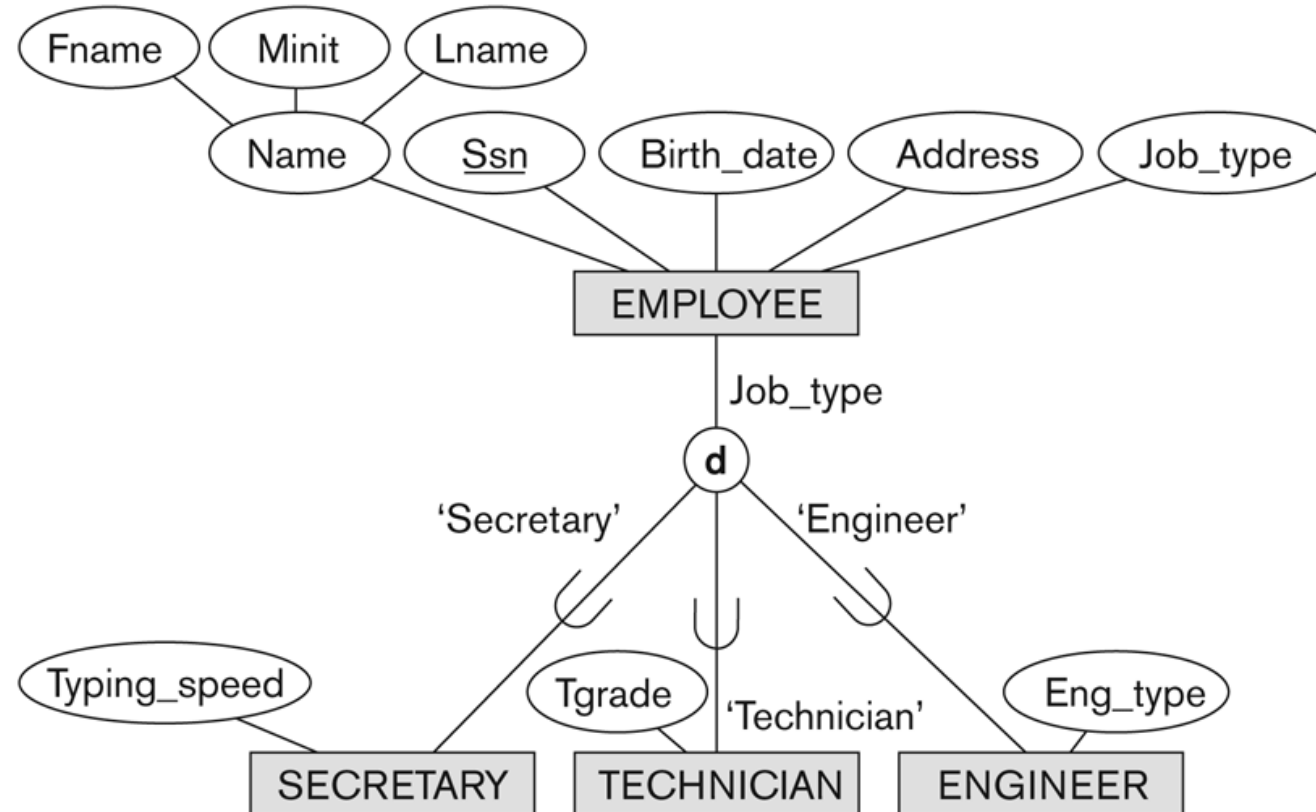 Fname Minit Lname
Name Ssn Birth_date Address Job_type
EMPLOYEE
Job_type
d
‘Secretary’ ‘Engineer’
Typing_speed Tgrade ‘Technician’ Eng_type
SECRETARY TECHNICIAN ENGINEER